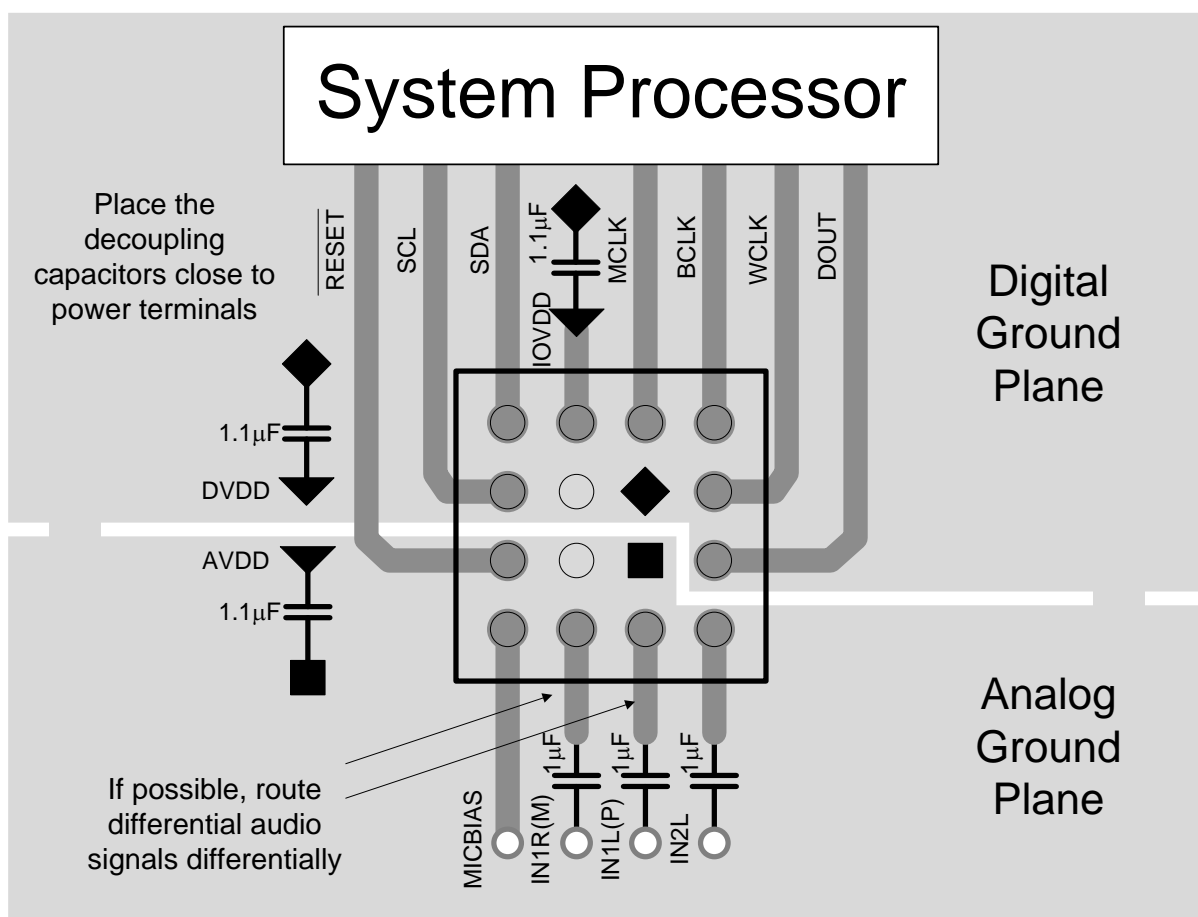 System Processor
Place the
decoupling
capacitors close to
power terminals
RESET
SCL
SDA
1.1µF
IOVDD
MCLK
BCLK
WCLK
DOUT
Digital
Ground
Plane
1.1µF
DVDD
AVDD
1.1µF
Analog
Ground
Plane
If possible, route
differential audio
signals differentially
MICBIAS
1µF
IN1R(M)
1µF
IN1L(P)
1µF
IN2L